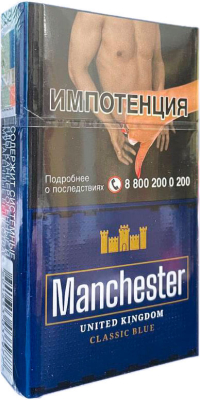 ИМПОТЕНЦИЯ
Подробнее
о последствиях 8 800 200 0 200
Manchester
UNITED KINGDOM
CLASSIC BLUE